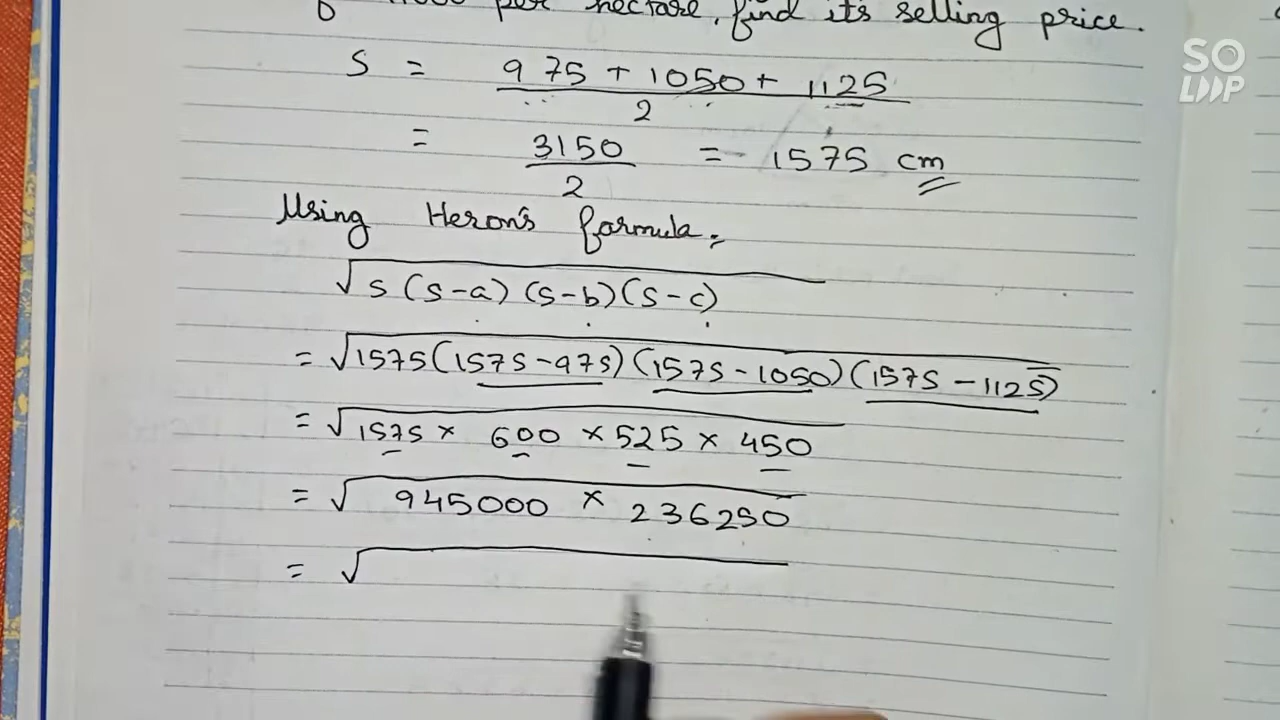 per hectare, find its selling price.
SO
LP
S = 975 + 1050 + 1125
2
= 3150 = 1575 cm
2
Using Heron's formula =
√s(s-a)(s-b)(s-c)
= √1575(1575-975)(1575-1050)(1575-1125)
= √1575 × 600 × 525 × 450
= √945000 × 236250
= √